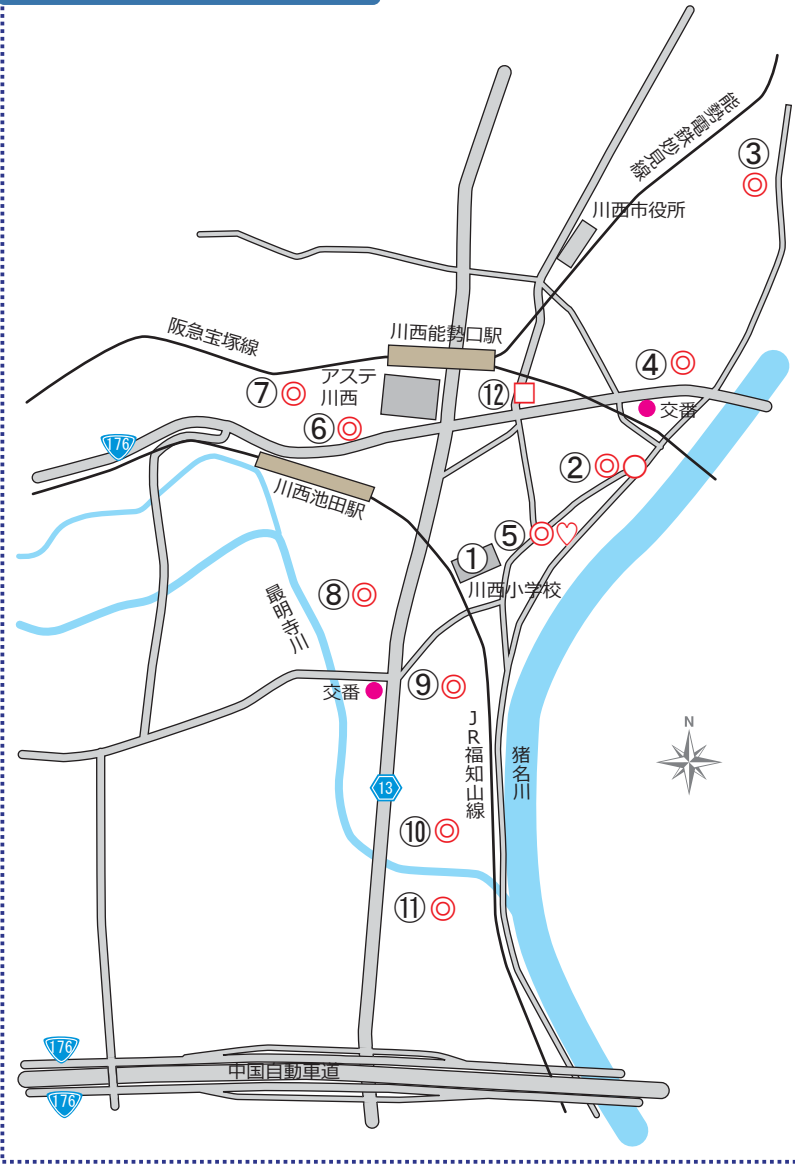 能勢電鉄妙見線
③
川西市役所
阪急宝塚線
川西能勢口駅
④
アステ
川西
⑦
⑫
交番
⑥
176
②
川西池田駅
⑤
①
川西小学校
⑧
最明寺川
⑨
交番
N
JR福知山線
猪名川
13
⑩
⑪
176
中国自動車道
176